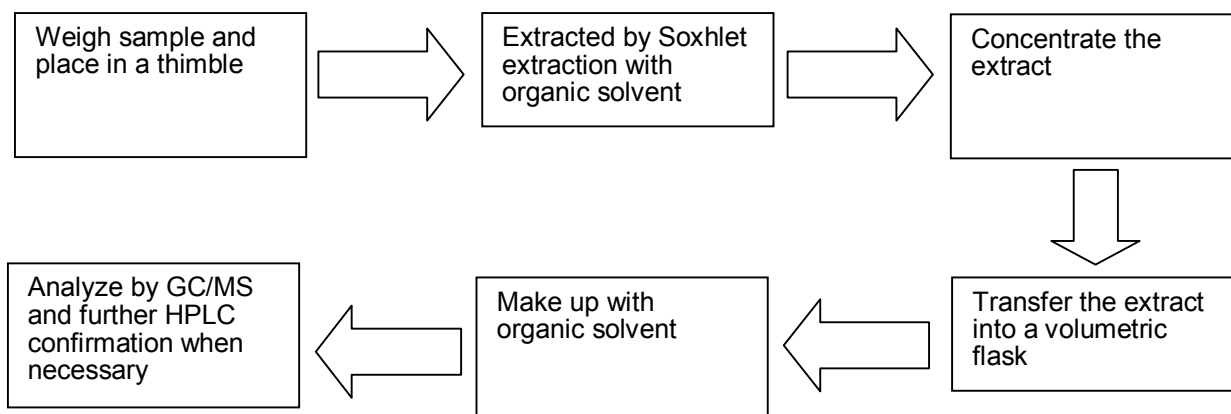 Weigh sample and
place in a thimble
Extracted by Soxhlet
extraction with
organic solvent
Concentrate the
extract
Transfer the extract
into a volumetric
flask
Make up with
organic solvent
Analyze by GC/MS
and further HPLC
confirmation when
necessary